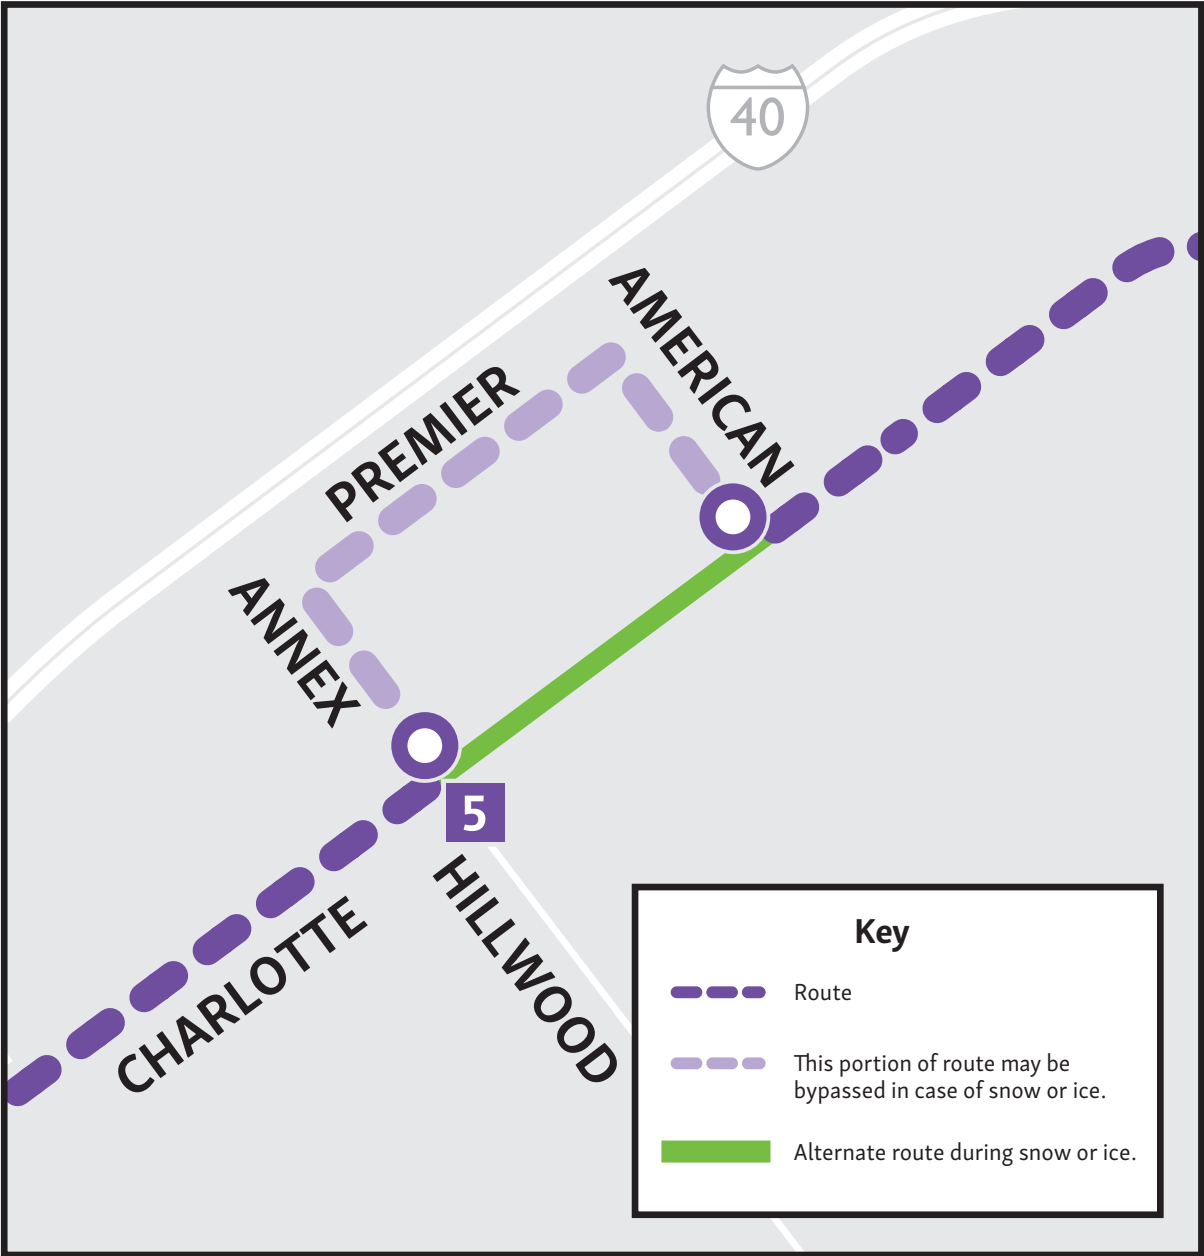 40
AMERICAN
PREMIER
ANNEX
5
HILLWOOD
CHARLOTTE
Key
Route
This portion of route may be
bypassed in case of snow or ice.
Alternate route during snow or ice.